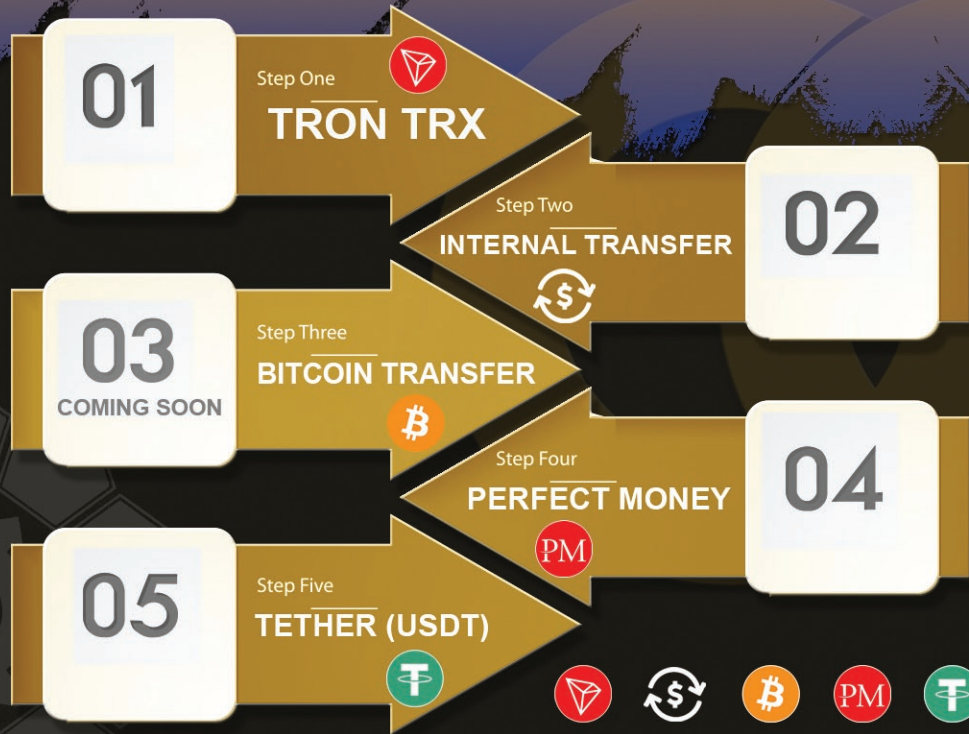 01
Step One
TRON TRX
Step Two
INTERNAL TRANSFER
02
03
COMING SOON
Step Three
BITCOIN TRANSFER
Step Four
PERFECT MONEY
PM
04
05
Step Five
TETHER (USDT)
PM